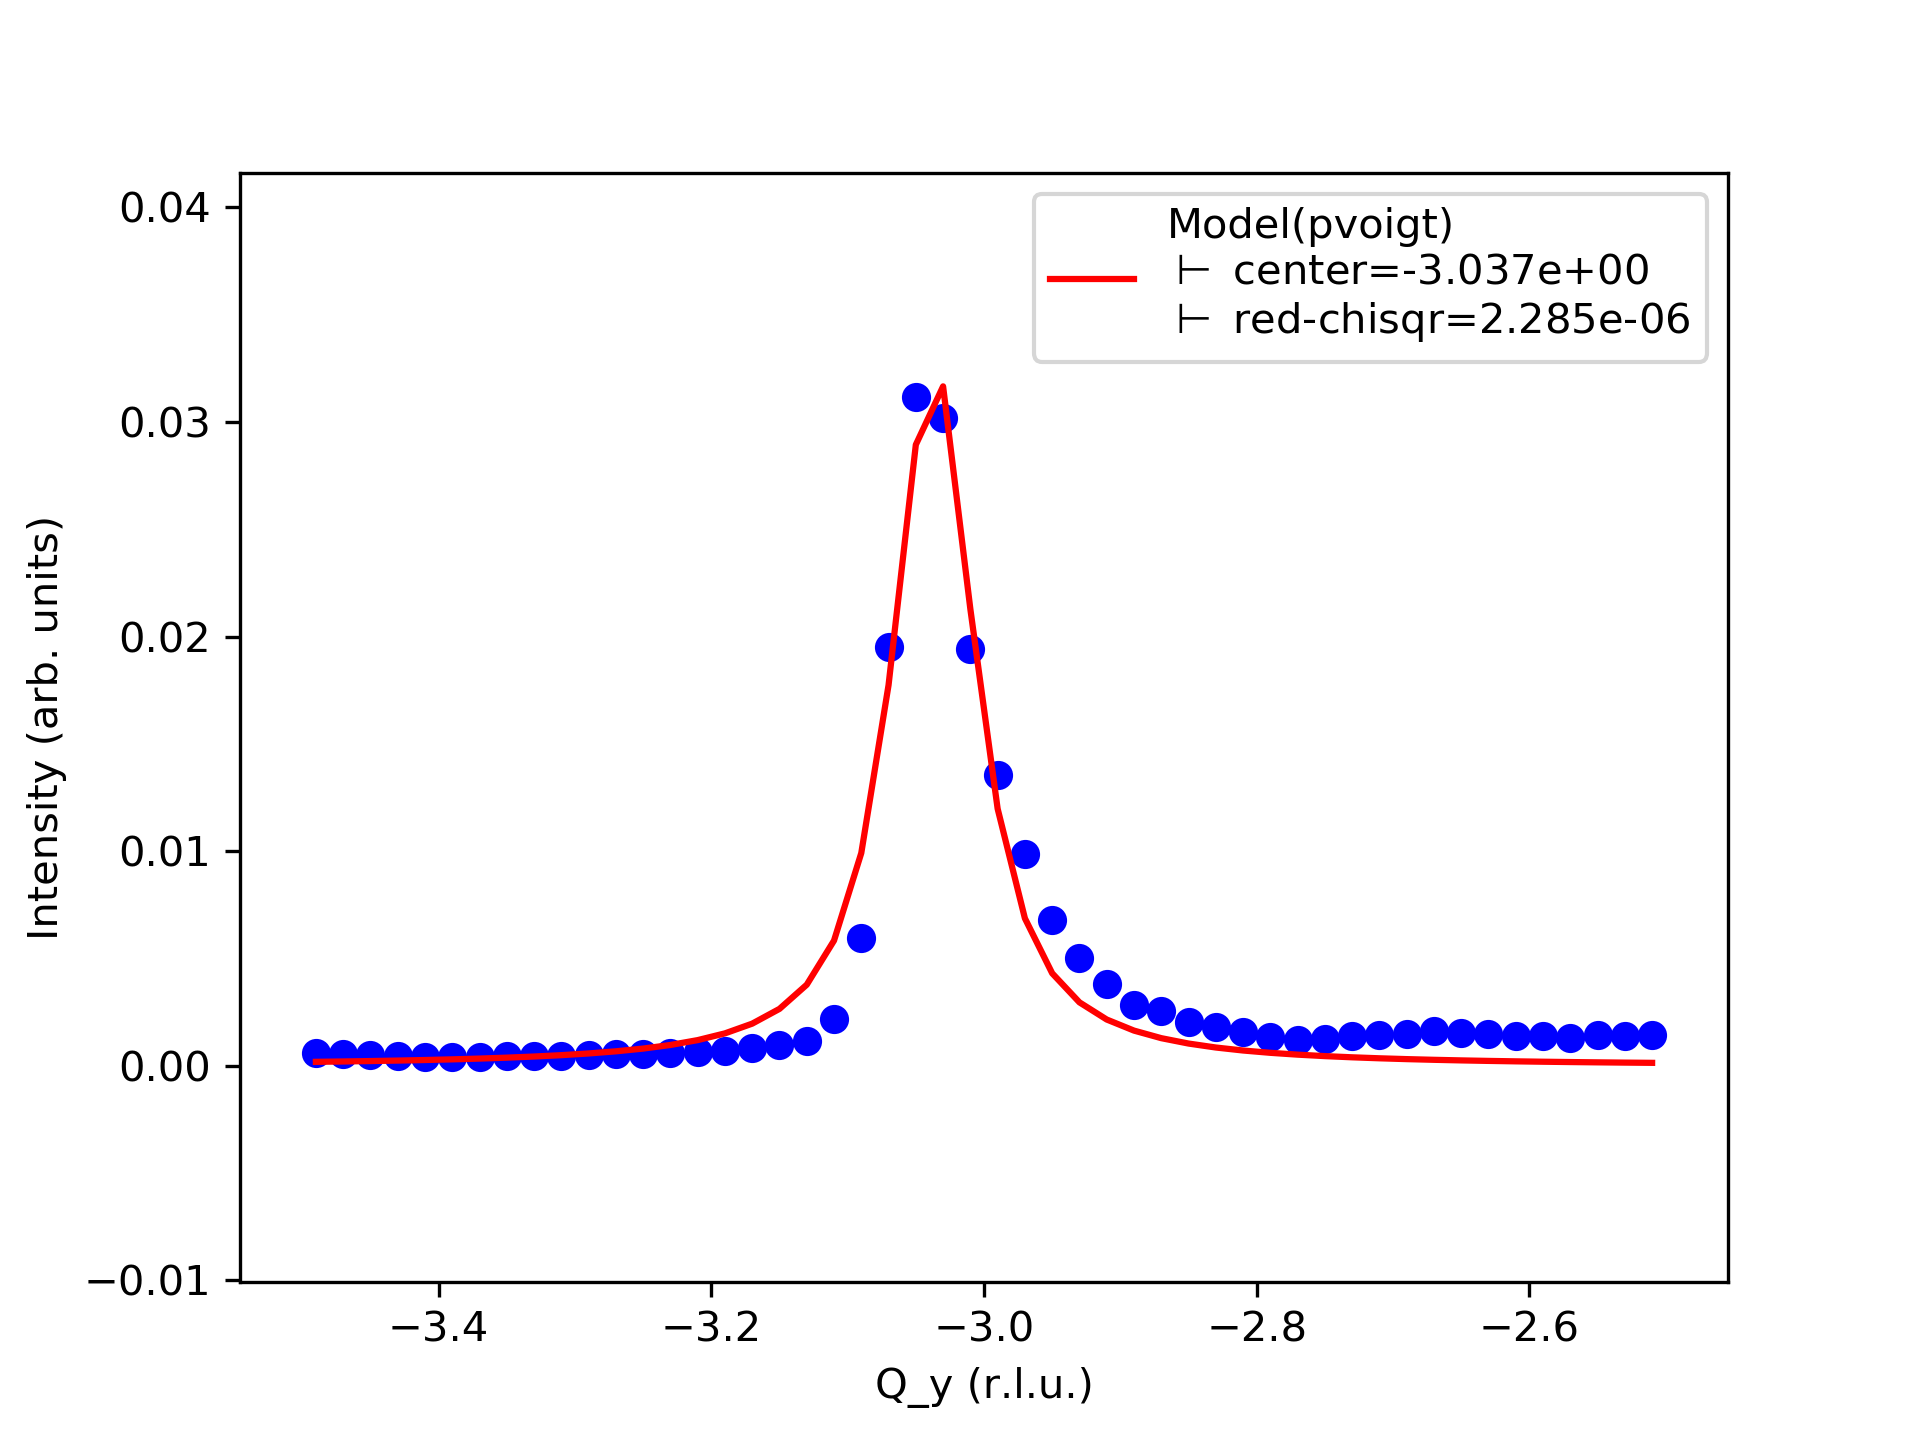 0.04
0.03
0.02
0.01
0.00
−0.01
Intensity (arb. units)
Model(pvoigt)
⊢ center=-3.037e+00
⊢ red-chisqr=2.285e-06
−3.4 −3.2 −3.0 −2.8 −2.6
Q_y (r.l.u.)